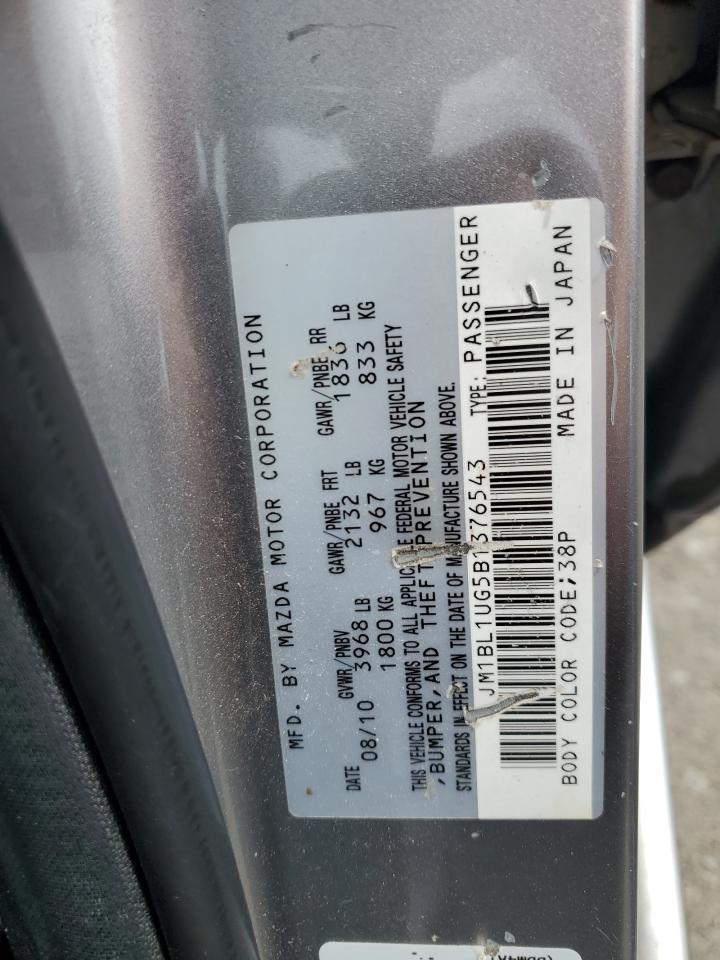 MFD. BY MAZDA MOTOR CORPORATION
DATE GVWR/PNBV GAWR/PNBE FRT GAWR/PNBE RR
08/10 3968 LB 2132 LB 1836 LB
1800 KG 967 KG 833 KG
THIS VEHICLE CONFORMS TO ALL APPLICABLE FEDERAL MOTOR VEHICLE SAFETY
,BUMPER,AND THEFT PREVENTION
STANDARDS IN EFFECT ON THE DATE OF MANUFACTURE SHOWN ABOVE.
JM1BL1UG5B1376543 TYPE: PASSENGER
BODY COLOR CODE;38P MADE IN JAPAN